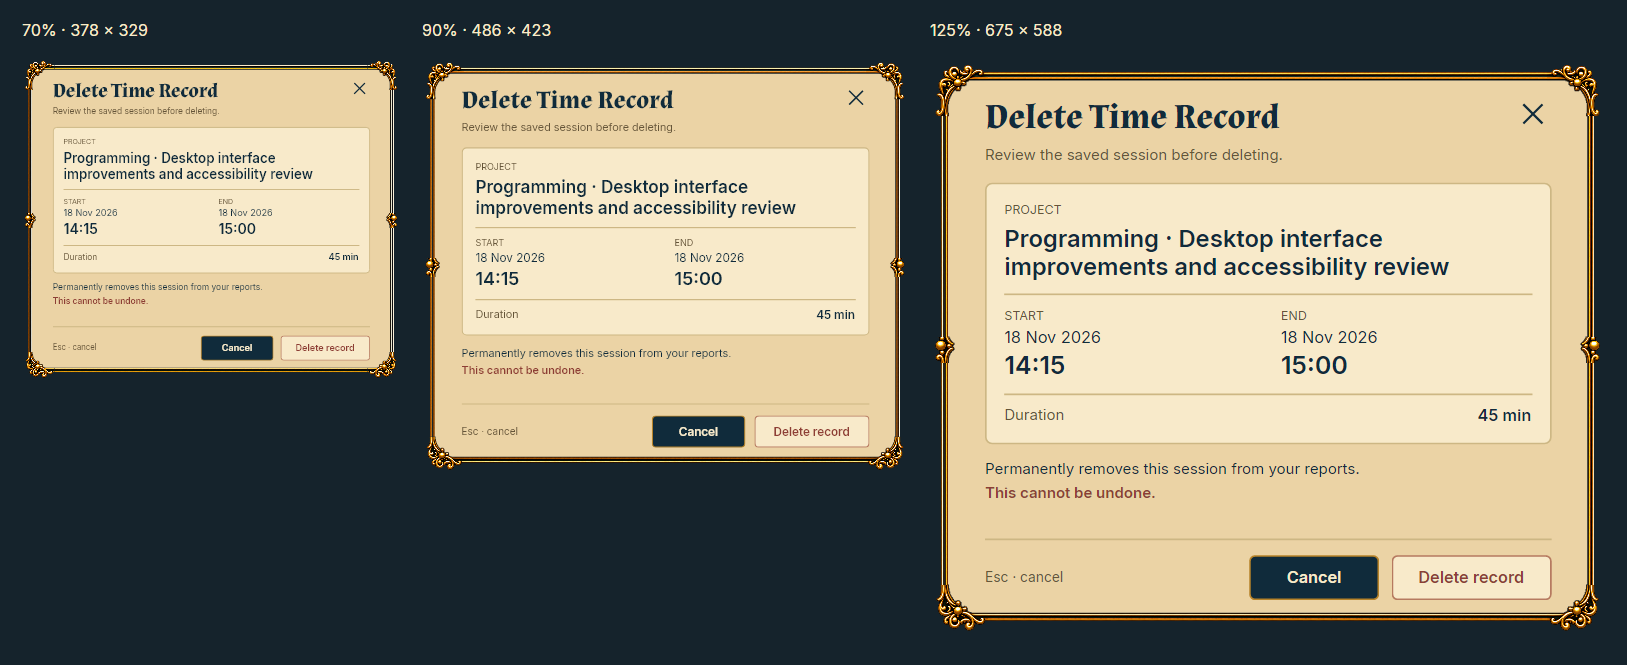 70% · 378 × 329
Delete Time Record
Review the saved session before deleting.
PROJECT
Programming · Desktop interface
improvements and accessibility review
START
END
18 Nov 2026
18 Nov 2026
14:15
15:00
Duration
45 min
Permanently removes this session from your reports.
This cannot be undone.
Esc · cancel
Cancel
Delete record
90% · 486 × 423
Delete Time Record
Review the saved session before deleting.
PROJECT
Programming · Desktop interface
improvements and accessibility review
START
END
18 Nov 2026
18 Nov 2026
14:15
15:00
Duration
45 min
Permanently removes this session from your reports.
This cannot be undone.
Esc · cancel
Cancel
Delete record
125% · 675 × 588
Delete Time Record
Review the saved session before deleting.
PROJECT
Programming · Desktop interface
improvements and accessibility review
START
END
18 Nov 2026
18 Nov 2026
14:15
15:00
Duration
45 min
Permanently removes this session from your reports.
This cannot be undone.
Esc · cancel
Cancel
Delete record